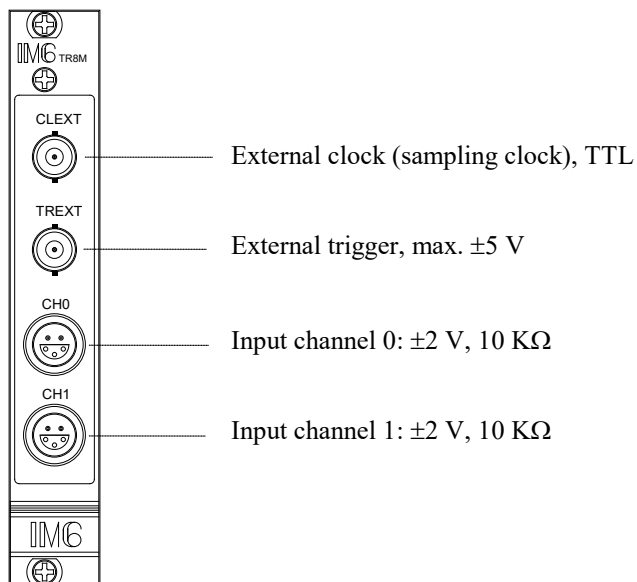 IM6 TR8M
CLEXT
External clock (sampling clock), TTL
TREXT
External trigger, max. ±5 V
CH0
Input channel 0: ±2 V, 10 KΩ
CH1
Input channel 1: ±2 V, 10 KΩ
IM6